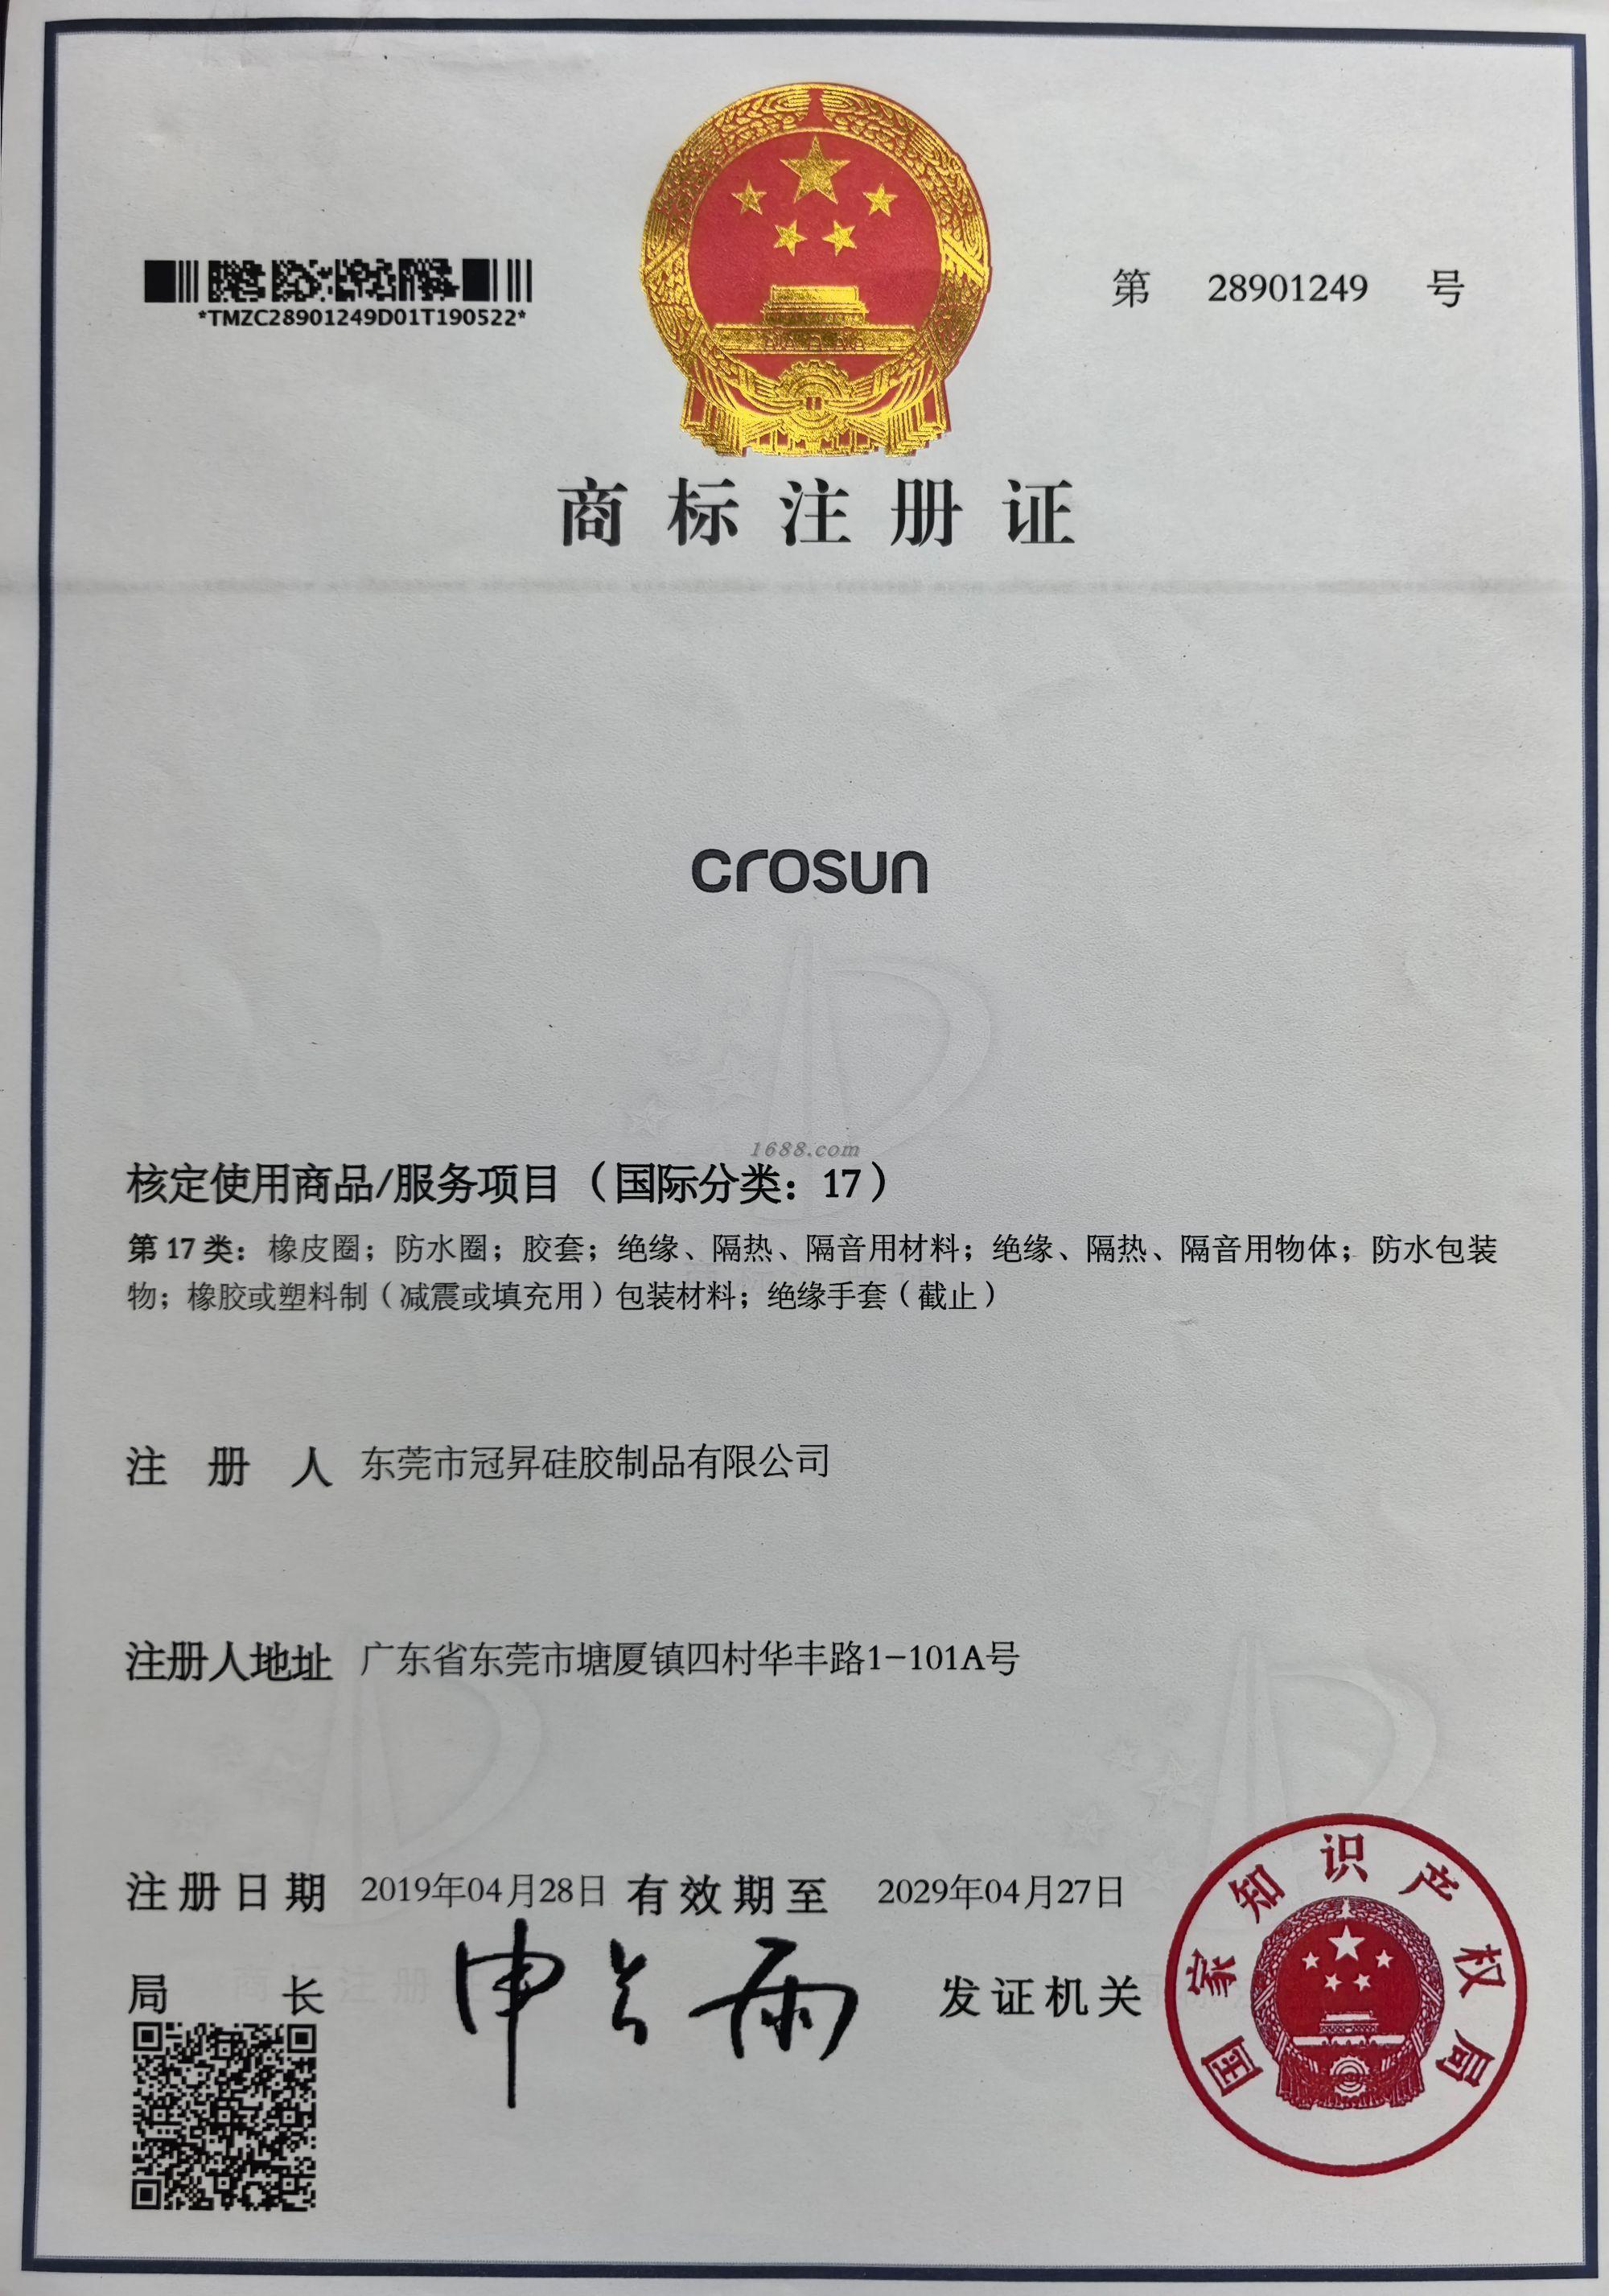 *TMZC28901249D01T190522*
第 28901249 号
商标注册证
crosun
1688.com
核定使用商品/服务项目（国际分类：17）
第17类：橡皮圈；防水圈；胶套；绝缘、隔热、隔音用材料；绝缘、隔热、隔音用物体；防水包装
物；橡胶或塑料制（减震或填充用）包装材料；绝缘手套（截止）
注册人 东莞市冠昇硅胶制品有限公司
注册人地址 广东省东莞市塘厦镇四村华丰路1-101A号
注册日期 2019年04月28日 有效期至 2029年04月27日
局长 申长雨 发证机关
国家知识产权局